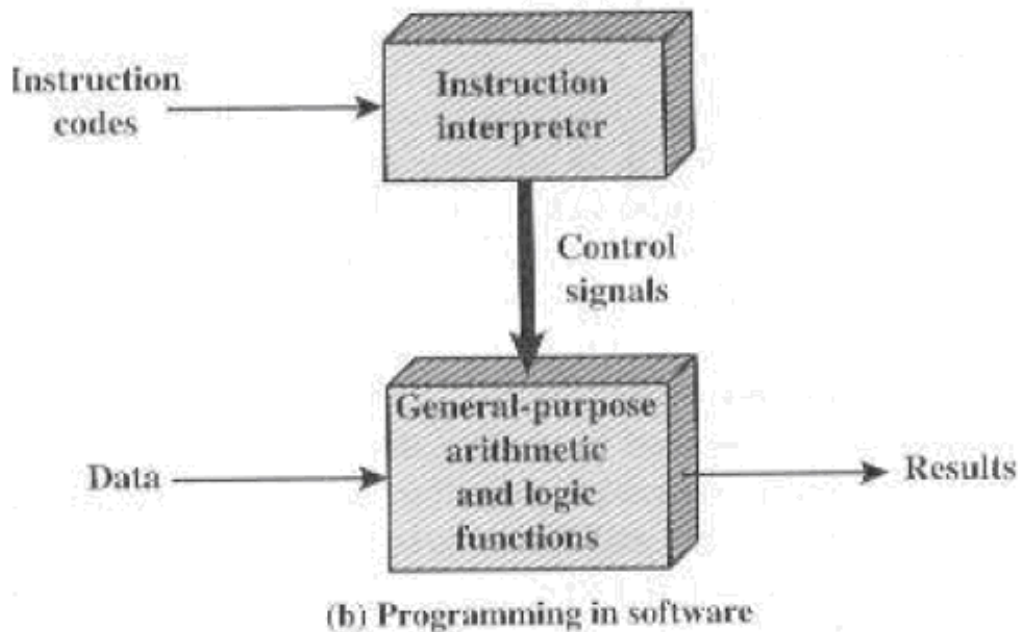 Instruction
codes
Instruction
interpreter
Control
signals
Data
General-purpose
arithmetic
and logic
functions
Results
(b) Programming in software